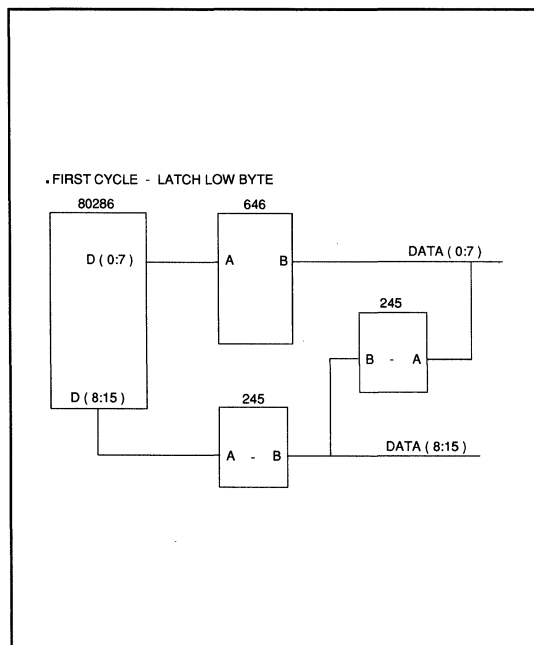 . FIRST CYCLE - LATCH LOW BYTE
80286
646
D ( 0:7 )
A B
DATA ( 0:7 )
245
B - A
D ( 8:15 )
245
A - B
DATA ( 8:15 )